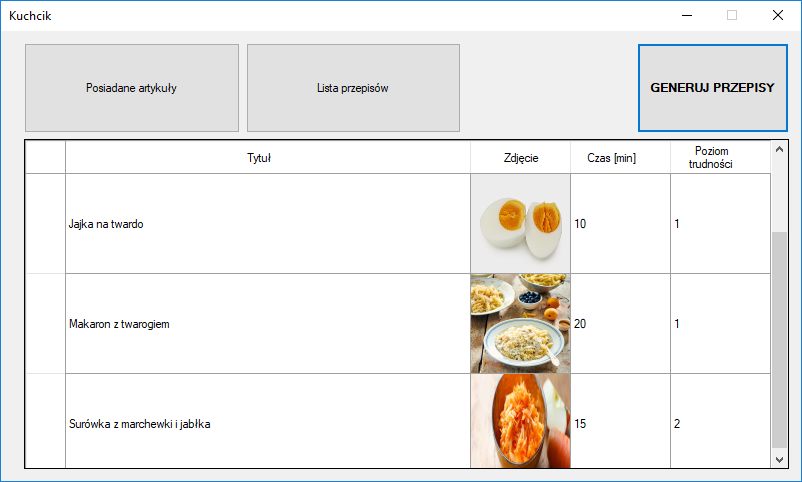 Kuchcik
Posiadane artykuły
Lista przepisów
GENERUJ PRZEPISY
Tytuł
Zdjęcie
Czas [min]
Poziom
trudności
Jajka na twardo
10
1
Makaron z twarogiem
20
1
Surówka z marchewki i jabłka
15
2